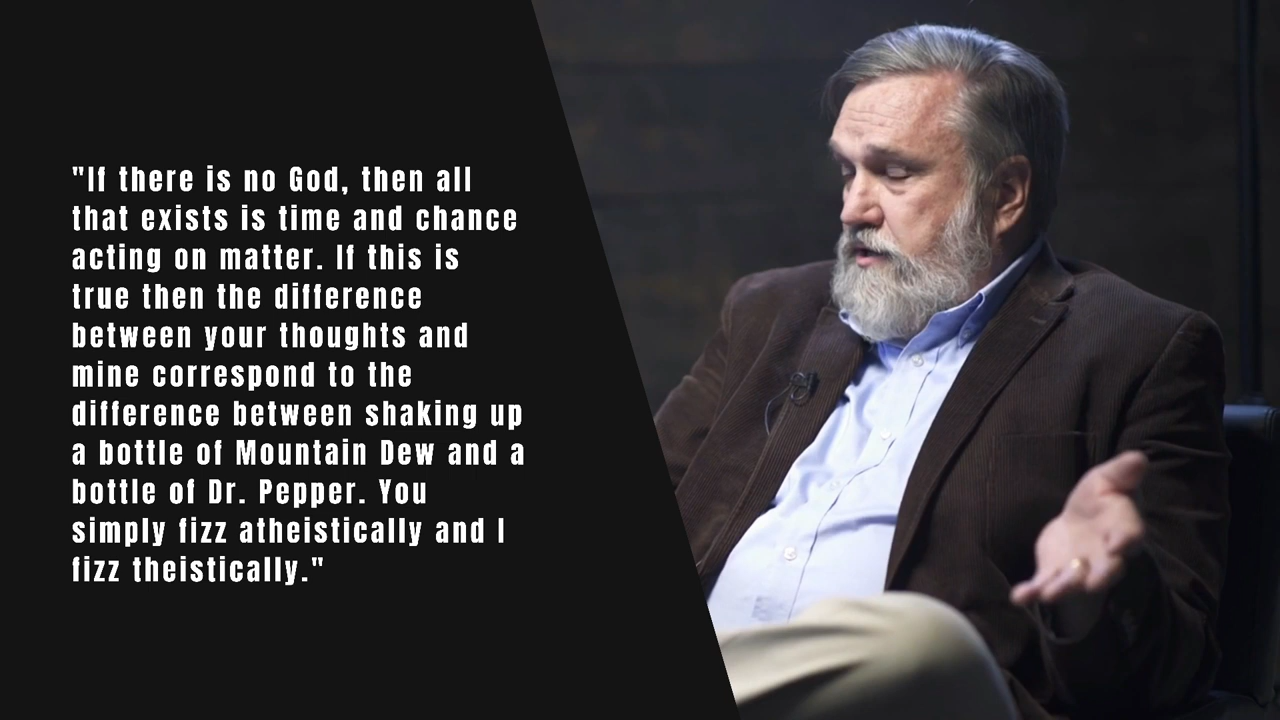 "If there is no God, then all
that exists is time and chance
acting on matter. If this is
true then the difference
between your thoughts and
mine correspond to the
difference between shaking up
a bottle of Mountain Dew and a
bottle of Dr. Pepper. You
simply fizz atheistically and I
fizz theistically."